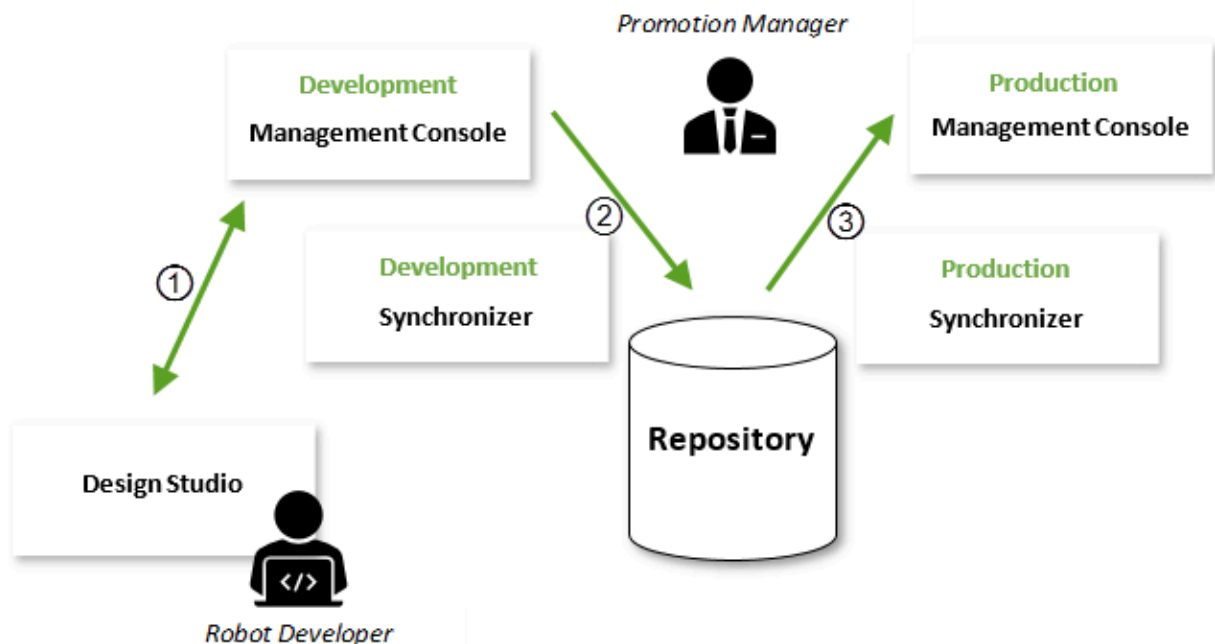 Promotion Manager
Development
Management Console
Production
Management Console
1
2
3
Development
Synchronizer
Production
Synchronizer
Repository
Design Studio
</>
Robot Developer